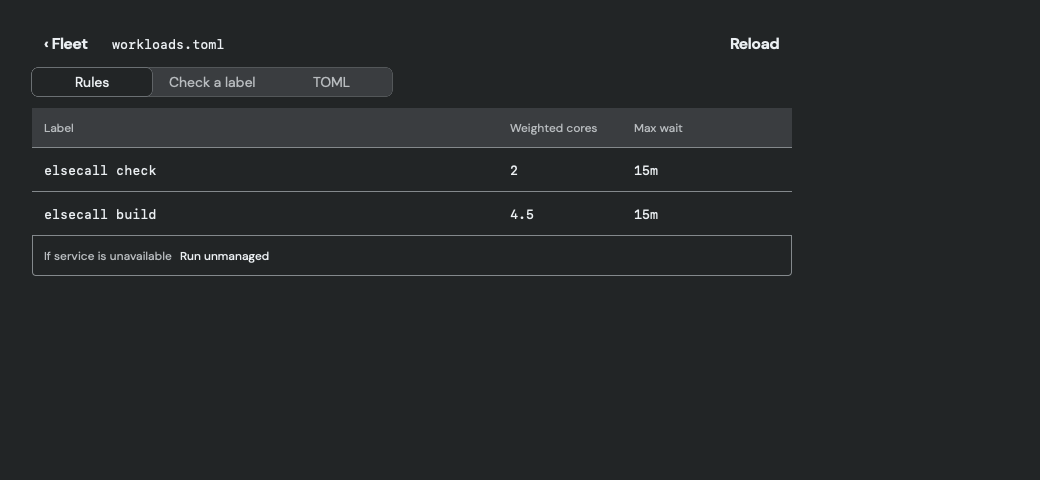 ‹ Fleet workloads.toml Reload
Rules Check a label TOML
Label Weighted cores Max wait
elsecall check 2 15m
elsecall build 4.5 15m
If service is unavailable Run unmanaged